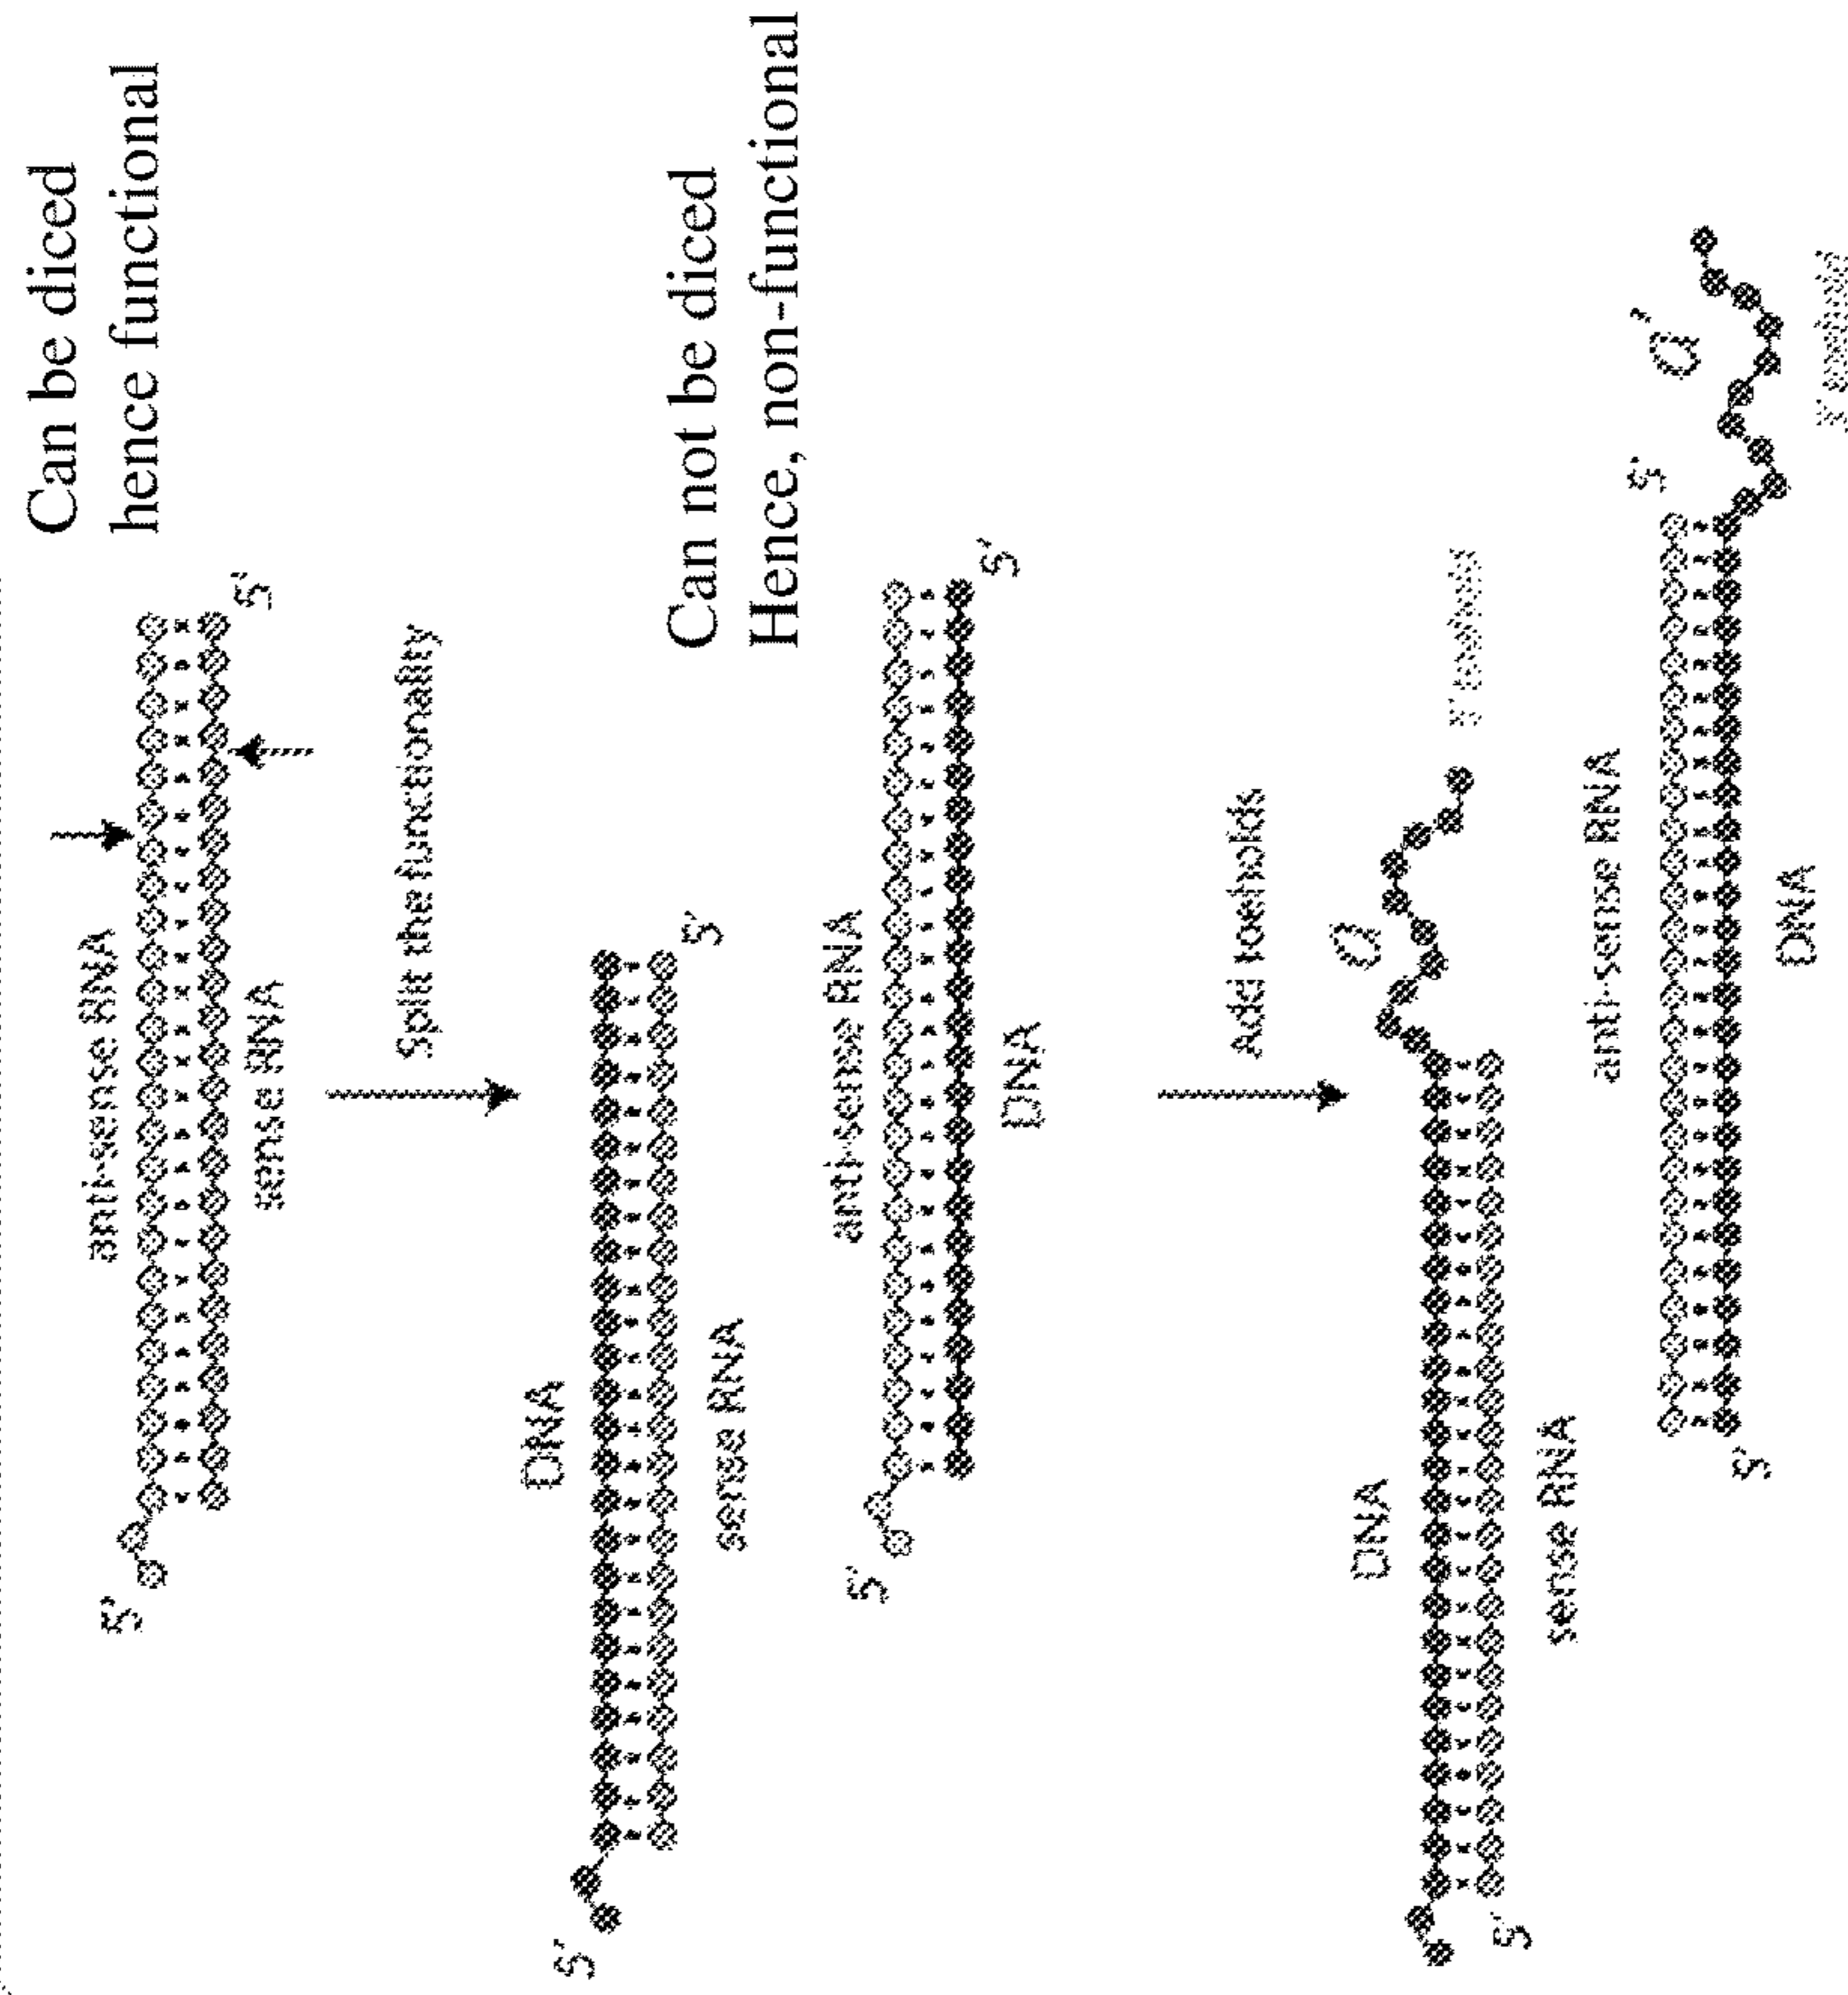 Can be diced
hence functional
anti-sense RNA
5'
5'
sense RNA
Split the functionality
Can not be diced
Hence, non-functional
DNA
5'
5'
sense RNA
anti-sense RNA
5'
5'
DNA
Add toeholds
a
DNA
toehold
5'
sense RNA
anti-sense RNA
5'
a'
5'
DNA
toehold